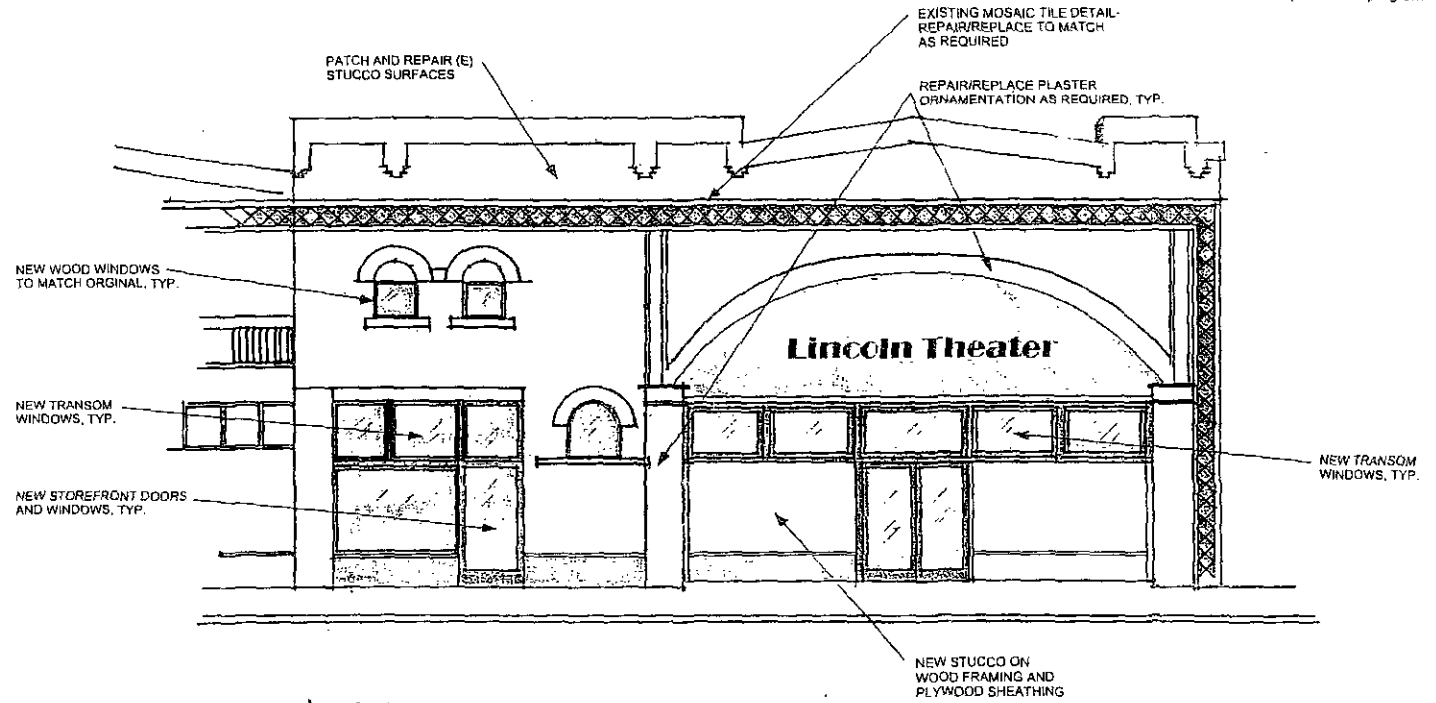 EXISTING MOSAIC TILE DETAIL-
REPAIR/REPLACE TO MATCH
AS REQUIRED
PATCH AND REPAIR (E)
STUCCO SURFACES
REPAIR/REPLACE PLASTER
ORNAMENTATION AS REQUIRED, TYP.
NEW WOOD WINDOWS
TO MATCH ORGINAL, TYP.
Lincoln Theater
NEW TRANSOM
WINDOWS, TYP.
NEW TRANSOM
WINDOWS, TYP.
NEW STOREFRONT DOORS
AND WINDOWS, TYP.
NEW STUCCO ON
WOOD FRAMING AND
PLYWOOD SHEATHING